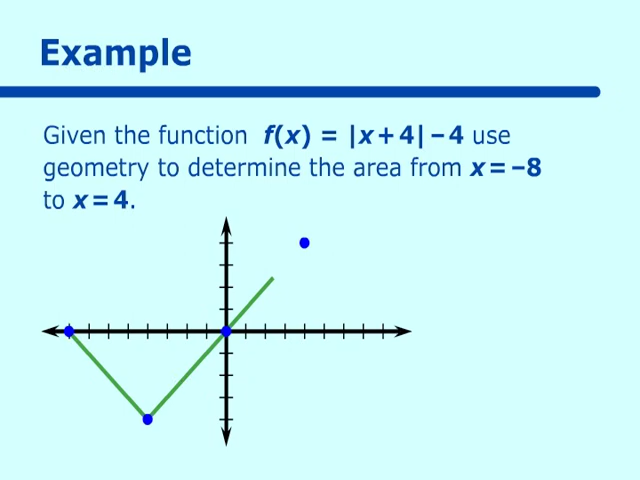 Example
Given the function f(x) = |x+4|–4 use
geometry to determine the area from x=–8
to x=4.